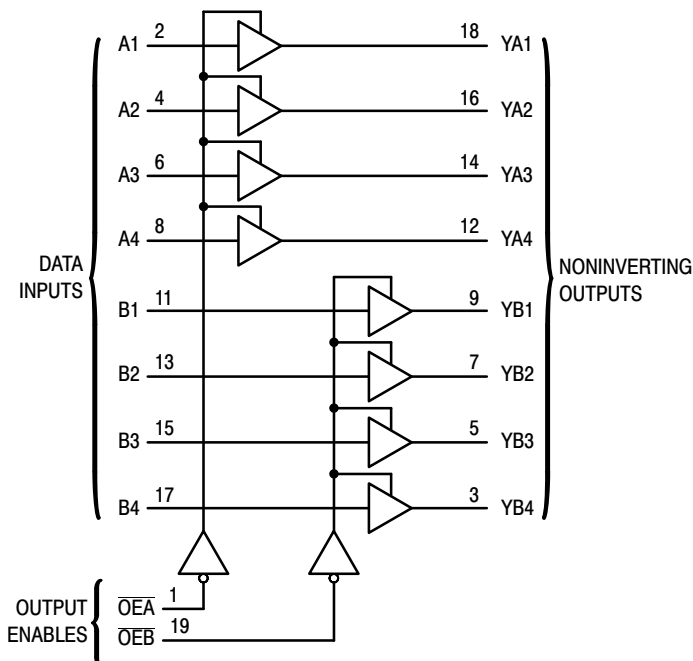 A1 2 18 YA1
A2 4 16 YA2
A3 6 14 YA3
A4 8 12 YA4
DATA
INPUTS
NONINVERTING
OUTPUTS
B1 11 9 YB1
B2 13 7 YB2
B3 15 5 YB3
B4 17 3 YB4
OUTPUT
ENABLES
O̅E̅A̅ 1
O̅E̅B̅ 19